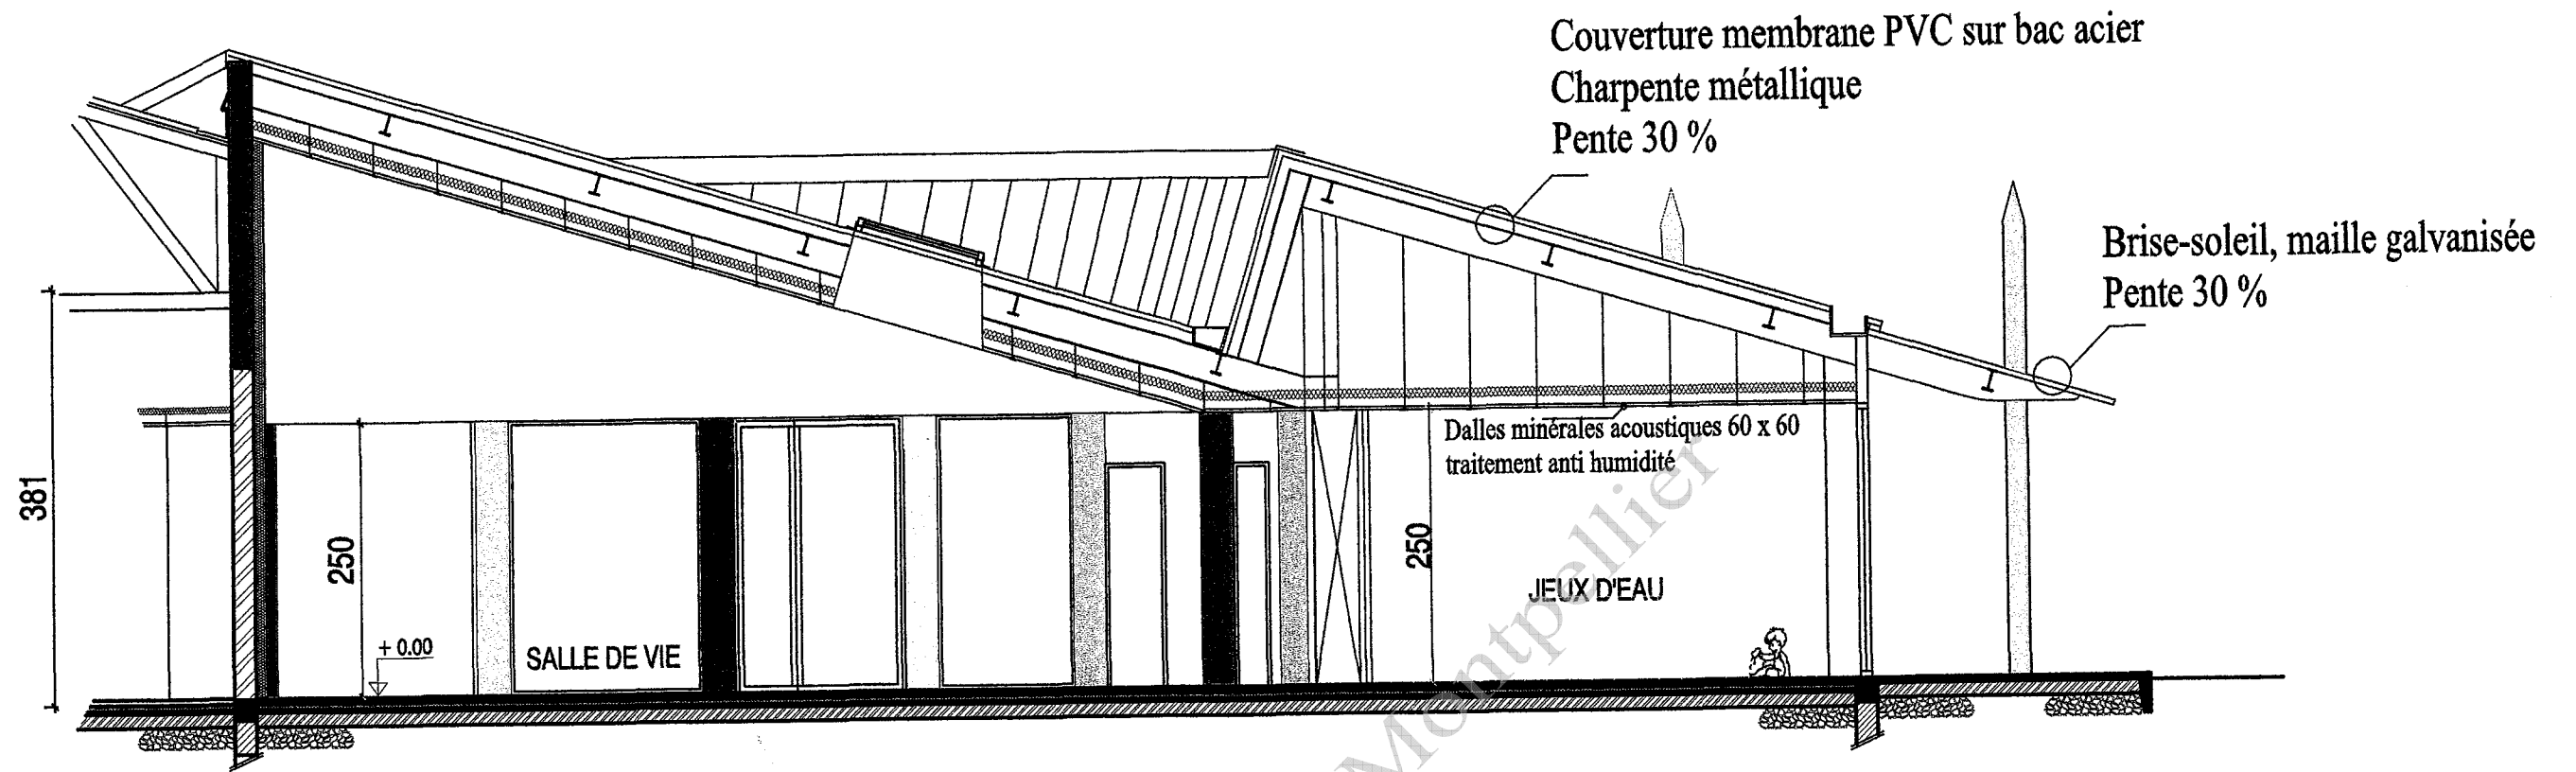 Couverture membrane PVC sur bac acier
Charpente métallique
Pente 30 %
Brise-soleil, maille galvanisée
Pente 30 %
Dalles minérales acoustiques 60 x 60
traitement anti humidité
381
250
250
+ 0.00
SALLE DE VIE
JEUX D'EAU
Montpellier